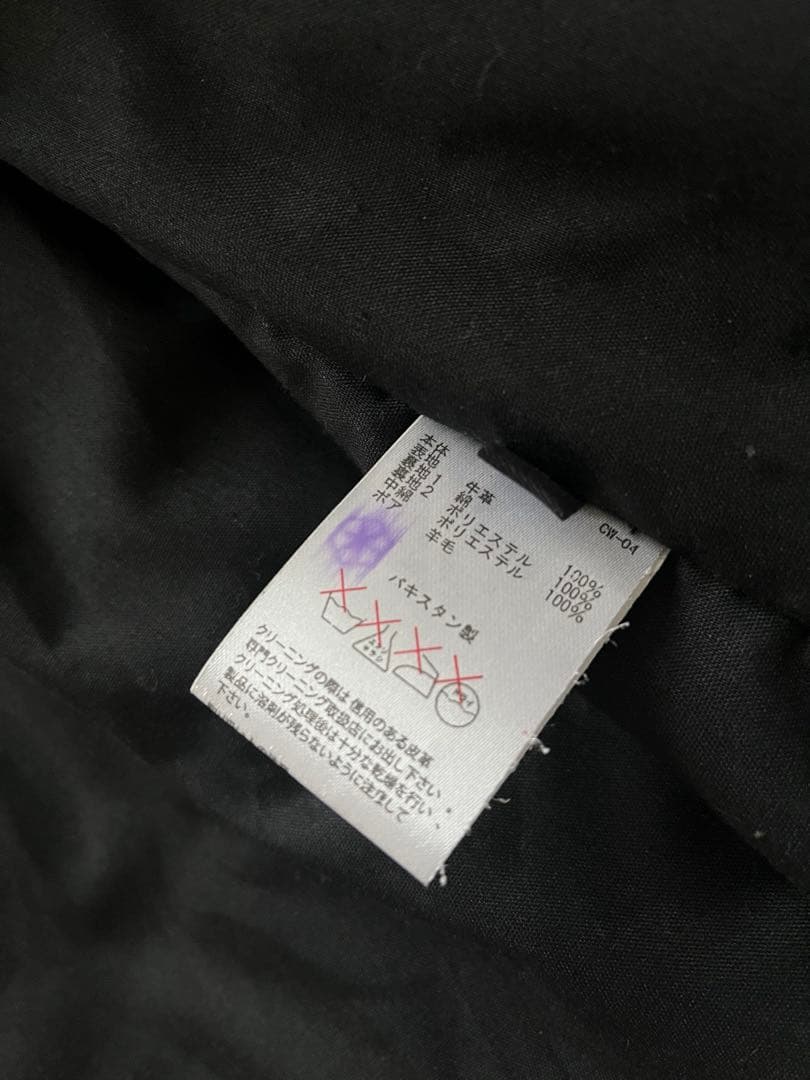 本体
表地 牛革
裏地1 綿
裏地2 ポリエステル 100%
中綿 ポリエステル 100%
ボア 羊毛 100%
CW-04
パキスタン製
クリーニングの際は信用のある皮革
専門クリーニング取扱店にお出し下さい。
クリーニング処理後は十分な乾燥を行い、
製品に溶剤が残らないように注意して
下さい。